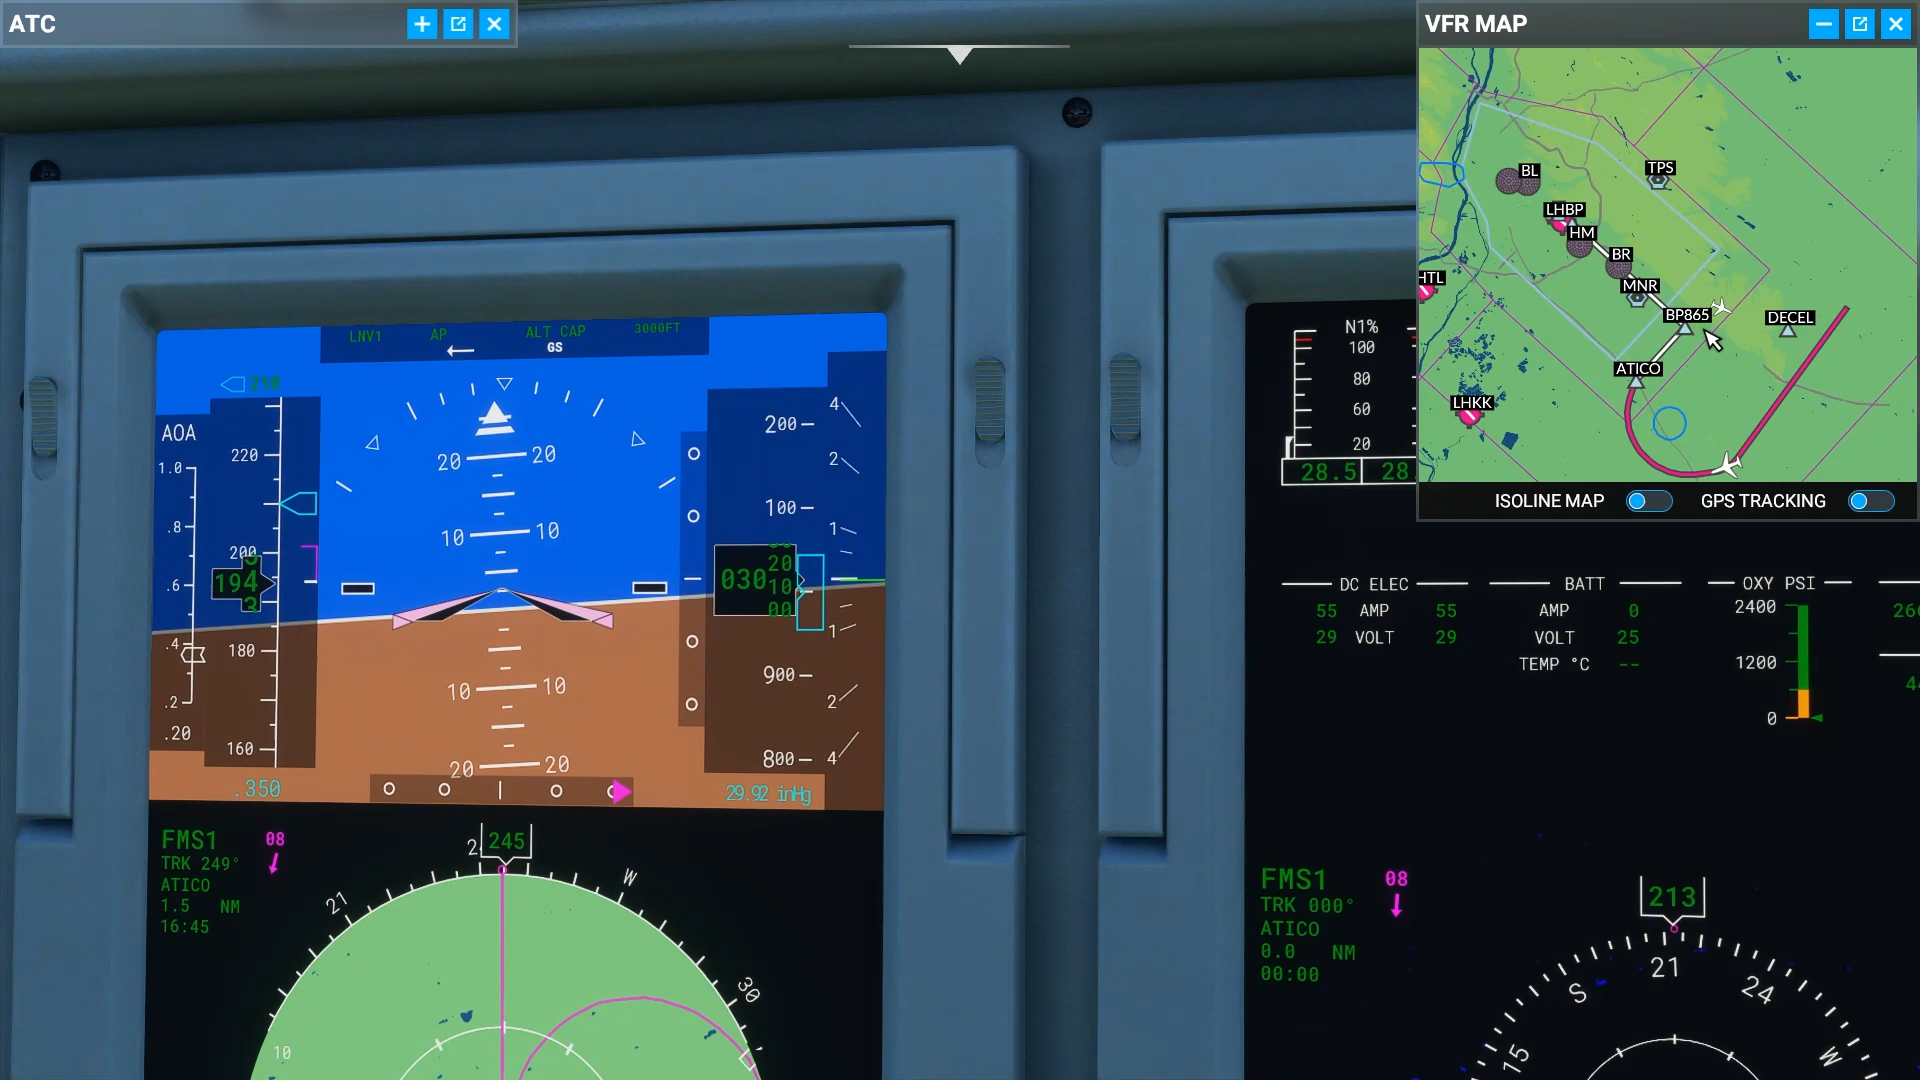 ATC
VFR MAP
BL
TPS
LHBP
HM
BR
HTL
MNR
BP865
DECEL
ATICO
LHKK
ISOLINE MAP
GPS TRACKING
LNV1 AP ALT CAP 3000FT
GS
210
AOA
1.0
.8
.6
.4
.2
.20
220
200
194
3
180
160
.350
20 20
10 10
10 10
20 20
200
100
030
20
10
00
900
800
4
2
1
1
2
4
29.92 inHg
N1%
100
80
60
20
28.5 28
DC ELEC
55 AMP 55
29 VOLT 29
BATT
AMP 0
VOLT 25
TEMP °C --
OXY PSI
2400
1200
0
FMS1 08
TRK 249°
ATICO
1.5 NM
16:45
245
21
W
30
10
FMS1 08
TRK 000°
ATICO
0.0 NM
00:00
213
21
S
24
15
W